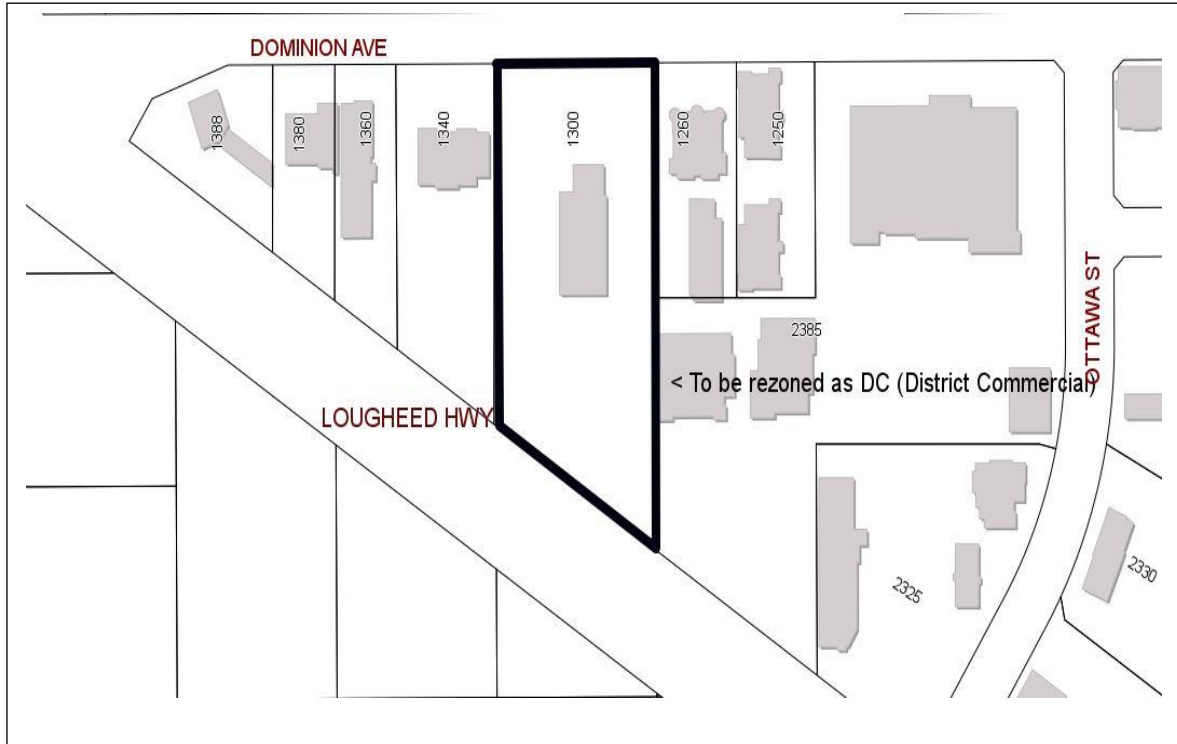 DOMINION AVE
1388
1380
1360
1340
1300
1260
1250
2385
OTTAWA ST
< To be rezoned as DC (District Commercial)
LOUGHEED HWY
2325
2330